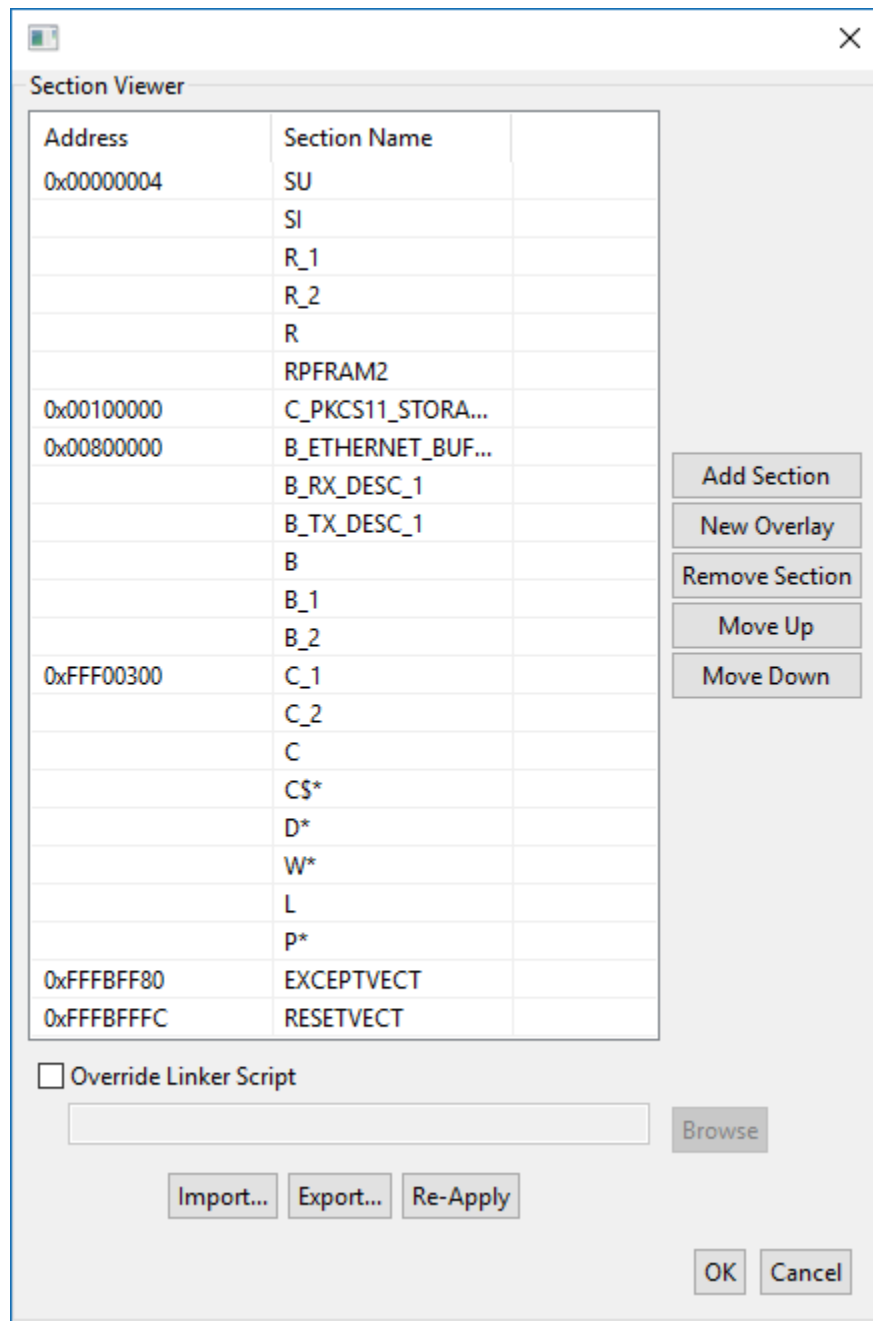 Section Viewer
Address Section Name
0x00000004 SU
SI
R_1
R_2
R
RPFRAM2
0x00100000 C_PKCS11_STORA...
0x00800000 B_ETHERNET_BUF...
B_RX_DESC_1
B_TX_DESC_1
B
B_1
B_2
0xFFF00300 C_1
C_2
C
C$*
D*
W*
L
P*
0xFFFBFF80 EXCEPTVECT
0xFFFBFFFC RESETVECT
Add Section
New Overlay
Remove Section
Move Up
Move Down
Override Linker Script
Browse
Import... Export... Re-Apply
OK Cancel